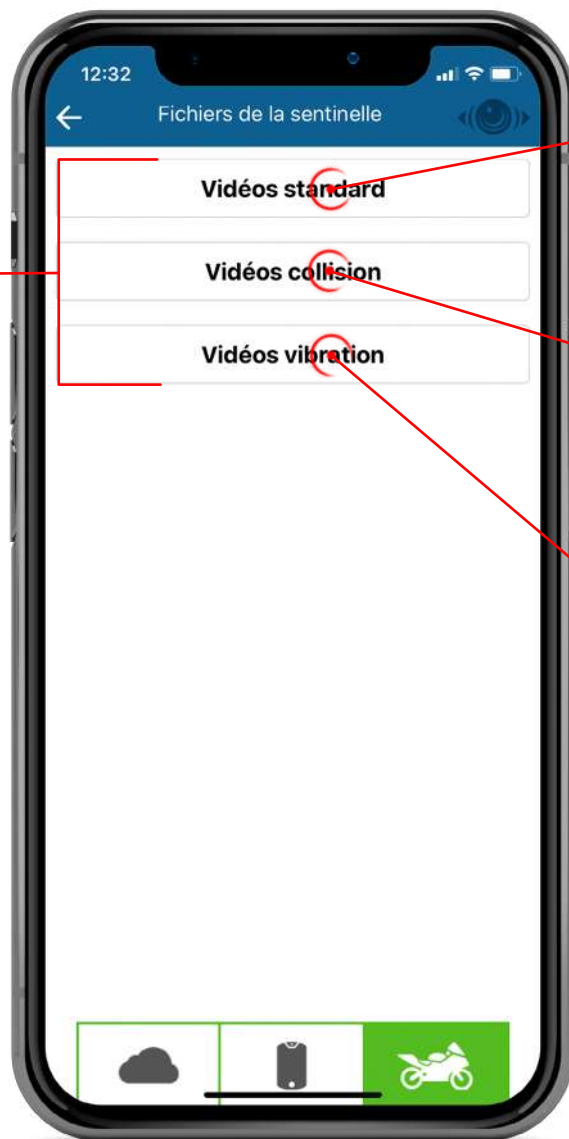 12:32
Fichiers de la sentinelle
Vidéos standard
Vidéos collision
Vidéos vibration